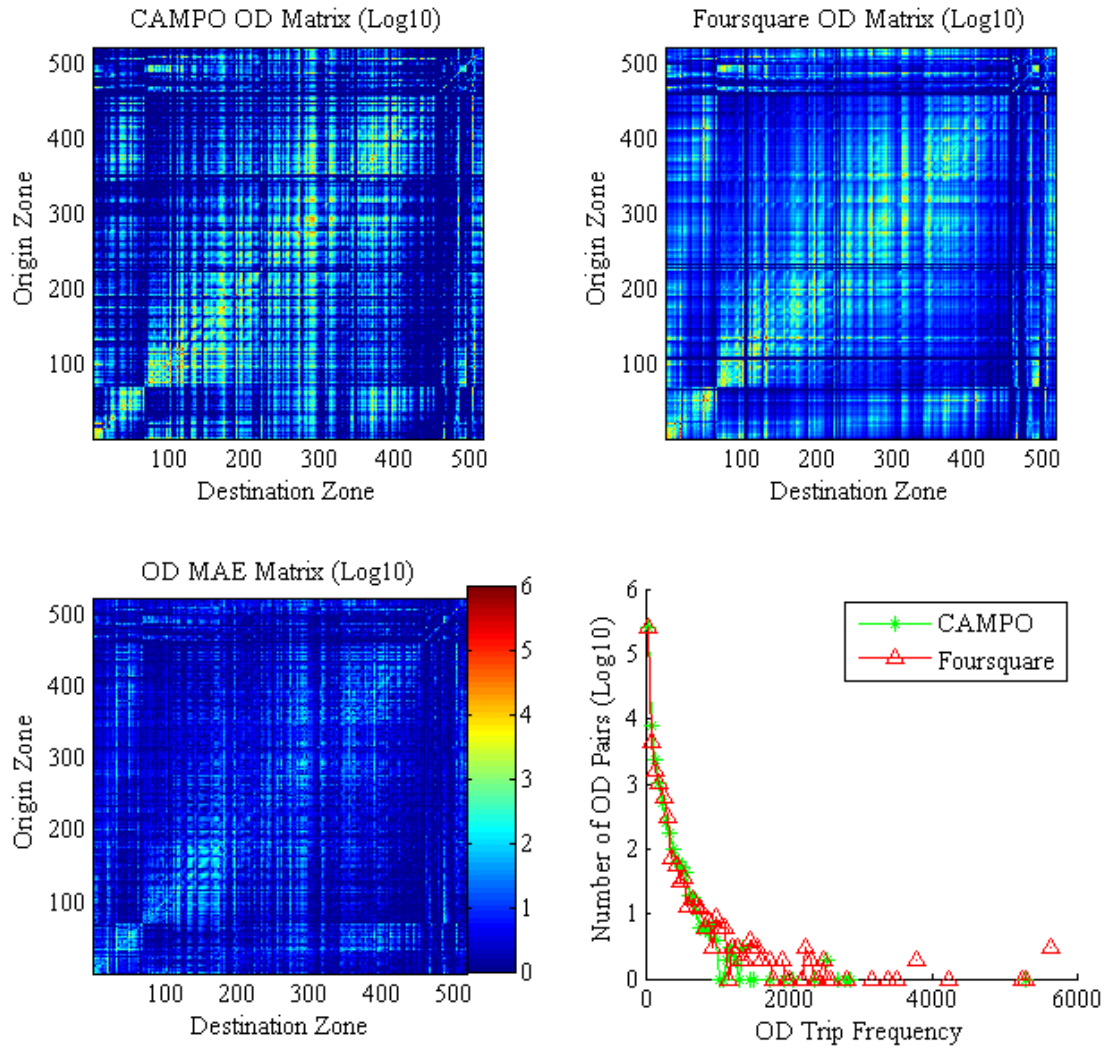 CAMPO OD Matrix (Log10)
500
400
300
200
100
Origin Zone
100 200 300 400 500
Destination Zone
Foursquare OD Matrix (Log10)
500
400
300
200
100
Origin Zone
100 200 300 400 500
Destination Zone
OD MAE Matrix (Log10)
500
400
300
200
100
Origin Zone
100 200 300 400 500
Destination Zone
6
5
4
3
2
1
0
CAMPO
Foursquare
6
5
4
3
2
1
0
Number of OD Pairs (Log10)
0 2000 4000 6000
OD Trip Frequency